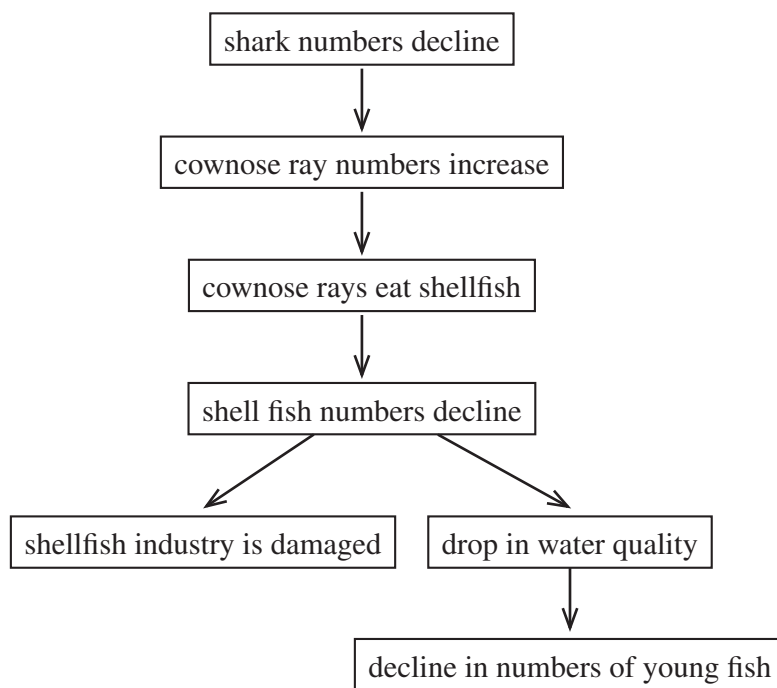 shark numbers decline
cownose ray numbers increase
cownose rays eat shellfish
shell fish numbers decline
shellfish industry is damaged
drop in water quality
decline in numbers of young fish